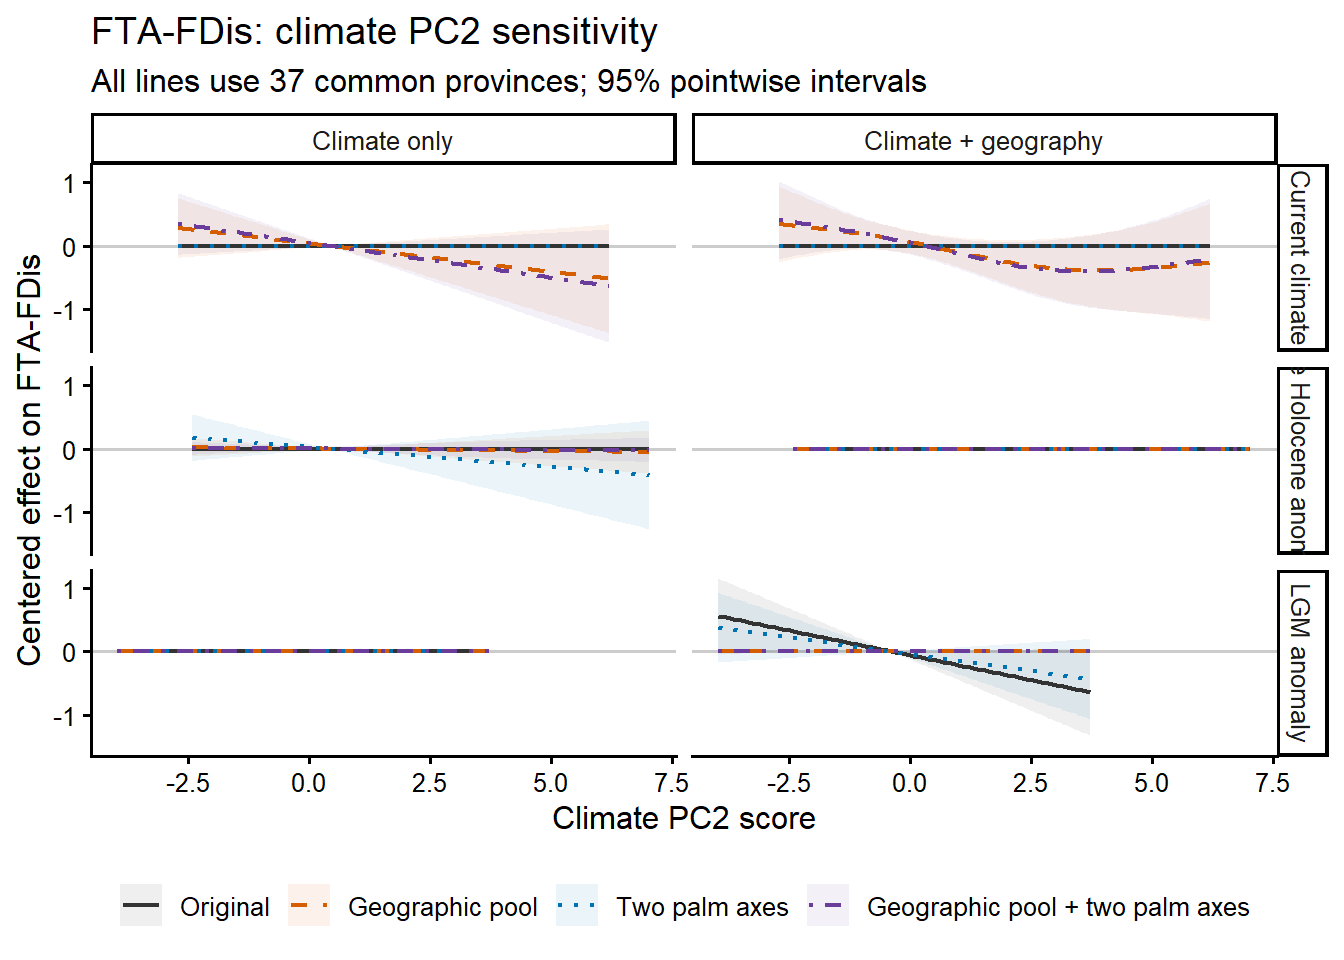 FTA-FDis: climate PC2 sensitivity
All lines use 37 common provinces; 95% pointwise intervals
Climate only
Climate + geography
Centered effect on FTA-FDis
1
0
-1
Current climate
1
0
-1
Holocene
1
0
-1
LGM anomaly
-2.5 0.0 2.5 5.0 7.5
-2.5 0.0 2.5 5.0 7.5
Climate PC2 score
Original
Geographic pool
Two palm axes
Geographic pool + two palm axes